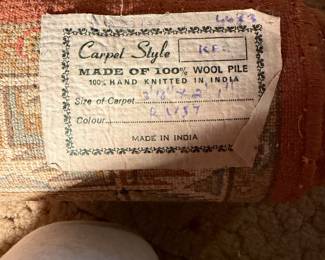 Carpet Style
MADE OF 100% WOOL PILE
100% HAND KNITTED IN INDIA
Size of Carpet
Colour RUST
MADE IN INDIA